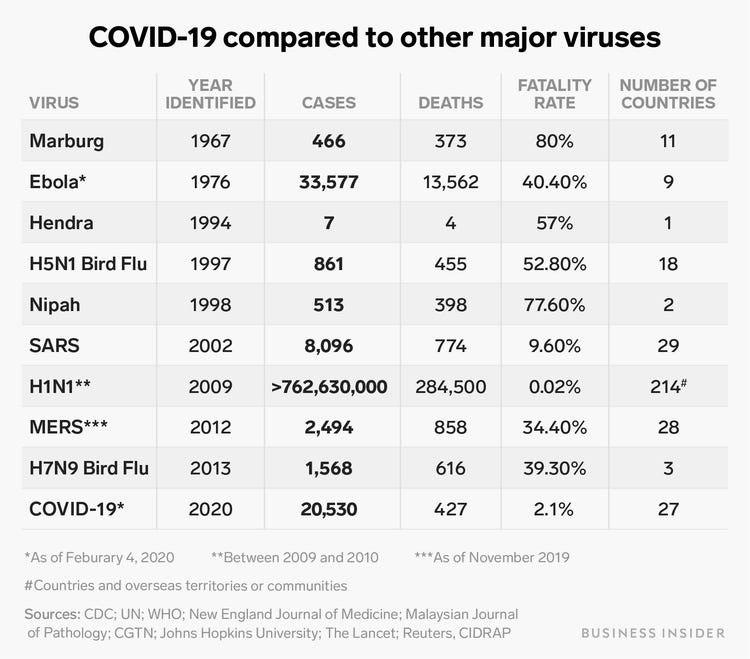 COVID-19 compared to other major viruses
VIRUS YEAR IDENTIFIED CASES DEATHS FATALITY RATE NUMBER OF COUNTRIES
Marburg 1967 466 373 80% 11
Ebola* 1976 33,577 13,562 40.40% 9
Hendra 1994 7 4 57% 1
H5N1 Bird Flu 1997 861 455 52.80% 18
Nipah 1998 513 398 77.60% 2
SARS 2002 8,096 774 9.60% 29
H1N1** 2009 >762,630,000 284,500 0.02% 214#
MERS*** 2012 2,494 858 34.40% 28
H7N9 Bird Flu 2013 1,568 616 39.30% 3
COVID-19* 2020 20,530 427 2.1% 27
*As of Feburary 4, 2020 **Between 2009 and 2010 ***As of November 2019
#Countries and overseas territories or communities
Sources: CDC; UN; WHO; New England Journal of Medicine; Malaysian Journal
of Pathology; CGTN; Johns Hopkins University; The Lancet; Reuters, CIDRAP
BUSINESS INSIDER